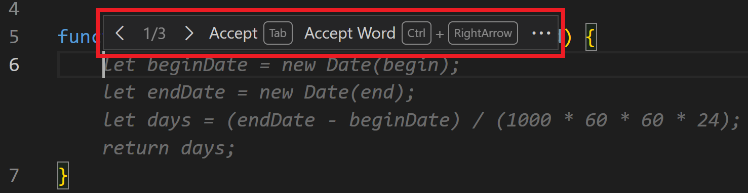 4
5 func < 1/3 > Accept Tab Accept Word Ctrl + RightArrow ... ) {
6 let beginDate = new Date(begin);
let endDate = new Date(end);
let days = (endDate - beginDate) / (1000 * 60 * 60 * 24);
return days;
7 }